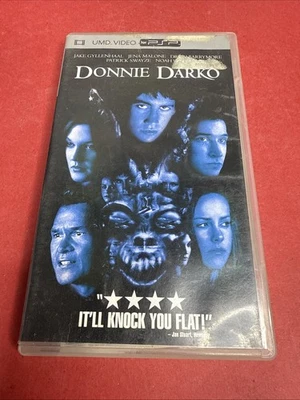 UMD VIDEO for PSP
JAKE GYLLENHAAL JENA MALONE DREW BARRYMORE
PATRICK SWAYZE NOAH
DONNIE DARKO
"★★★★
IT'LL KNOCK YOU FLAT!"